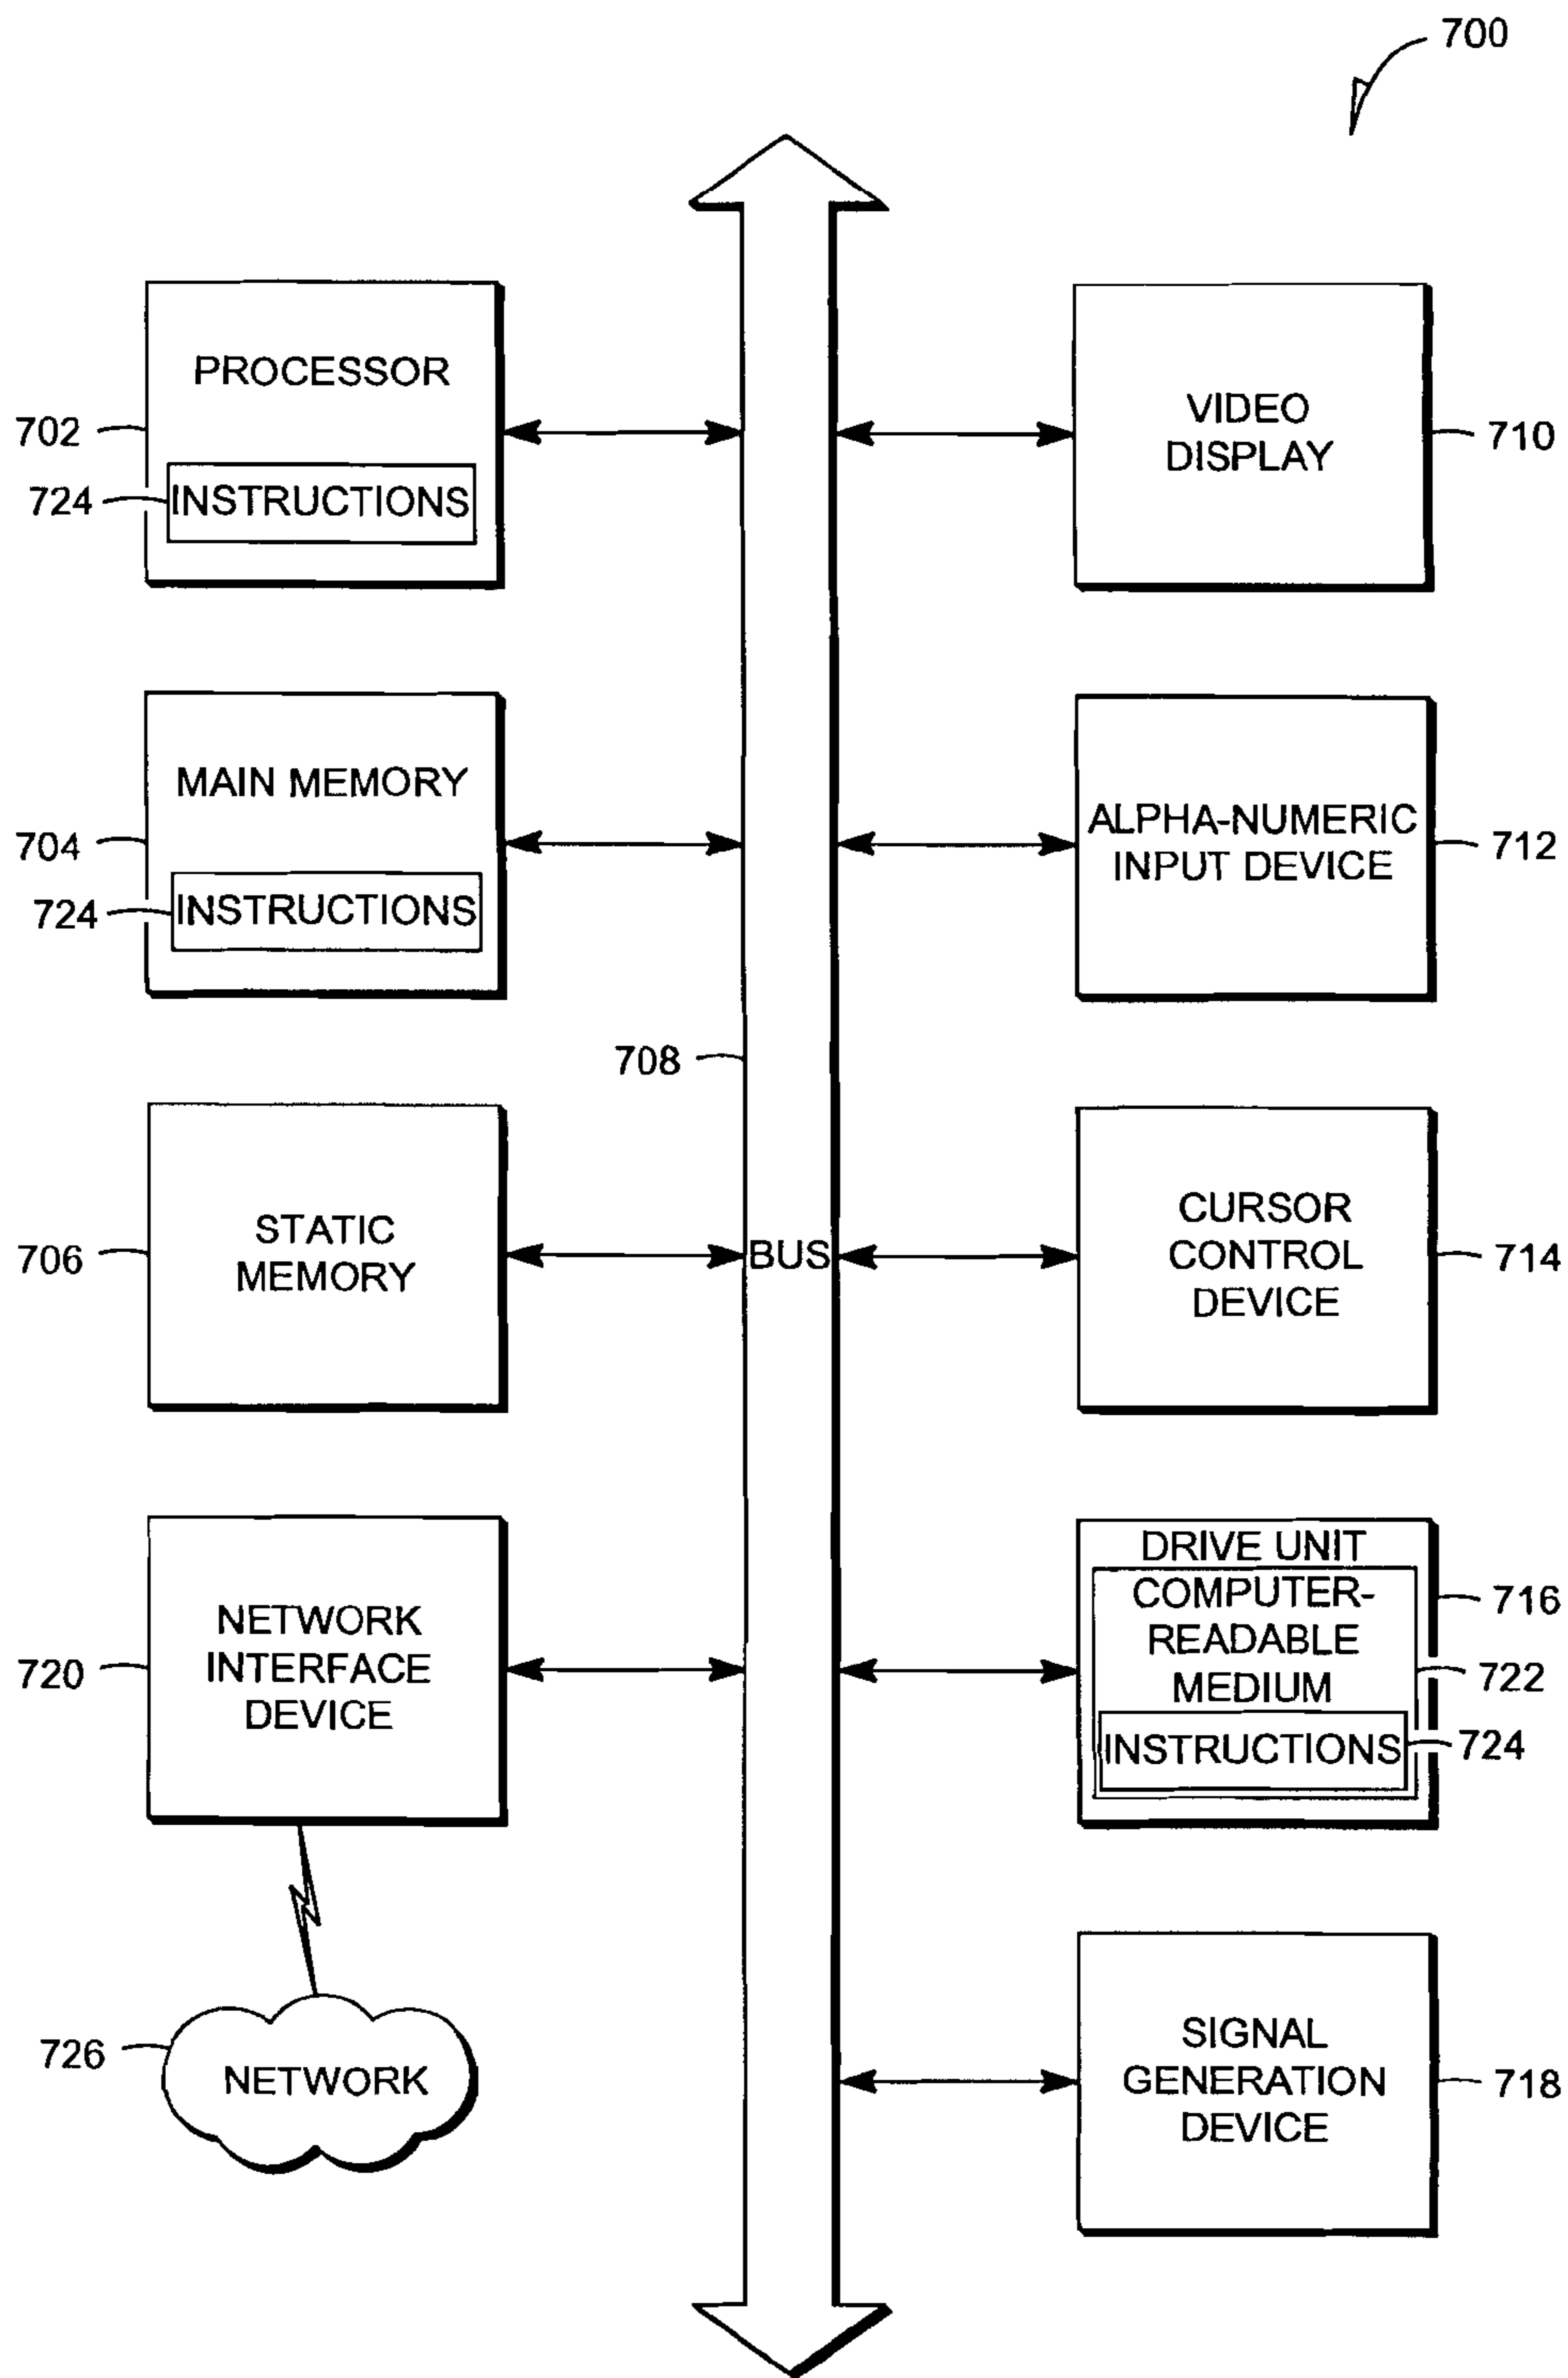 700
PROCESSOR
702
724
INSTRUCTIONS
VIDEO
DISPLAY
710
MAIN MEMORY
704
724
INSTRUCTIONS
ALPHA-NUMERIC
INPUT DEVICE
712
708
STATIC
MEMORY
706
BUS
CURSOR
CONTROL
DEVICE
714
NETWORK
INTERFACE
DEVICE
720
DRIVE UNIT
COMPUTER-
READABLE
MEDIUM
716
722
INSTRUCTIONS
724
726
NETWORK
SIGNAL
GENERATION
DEVICE
718